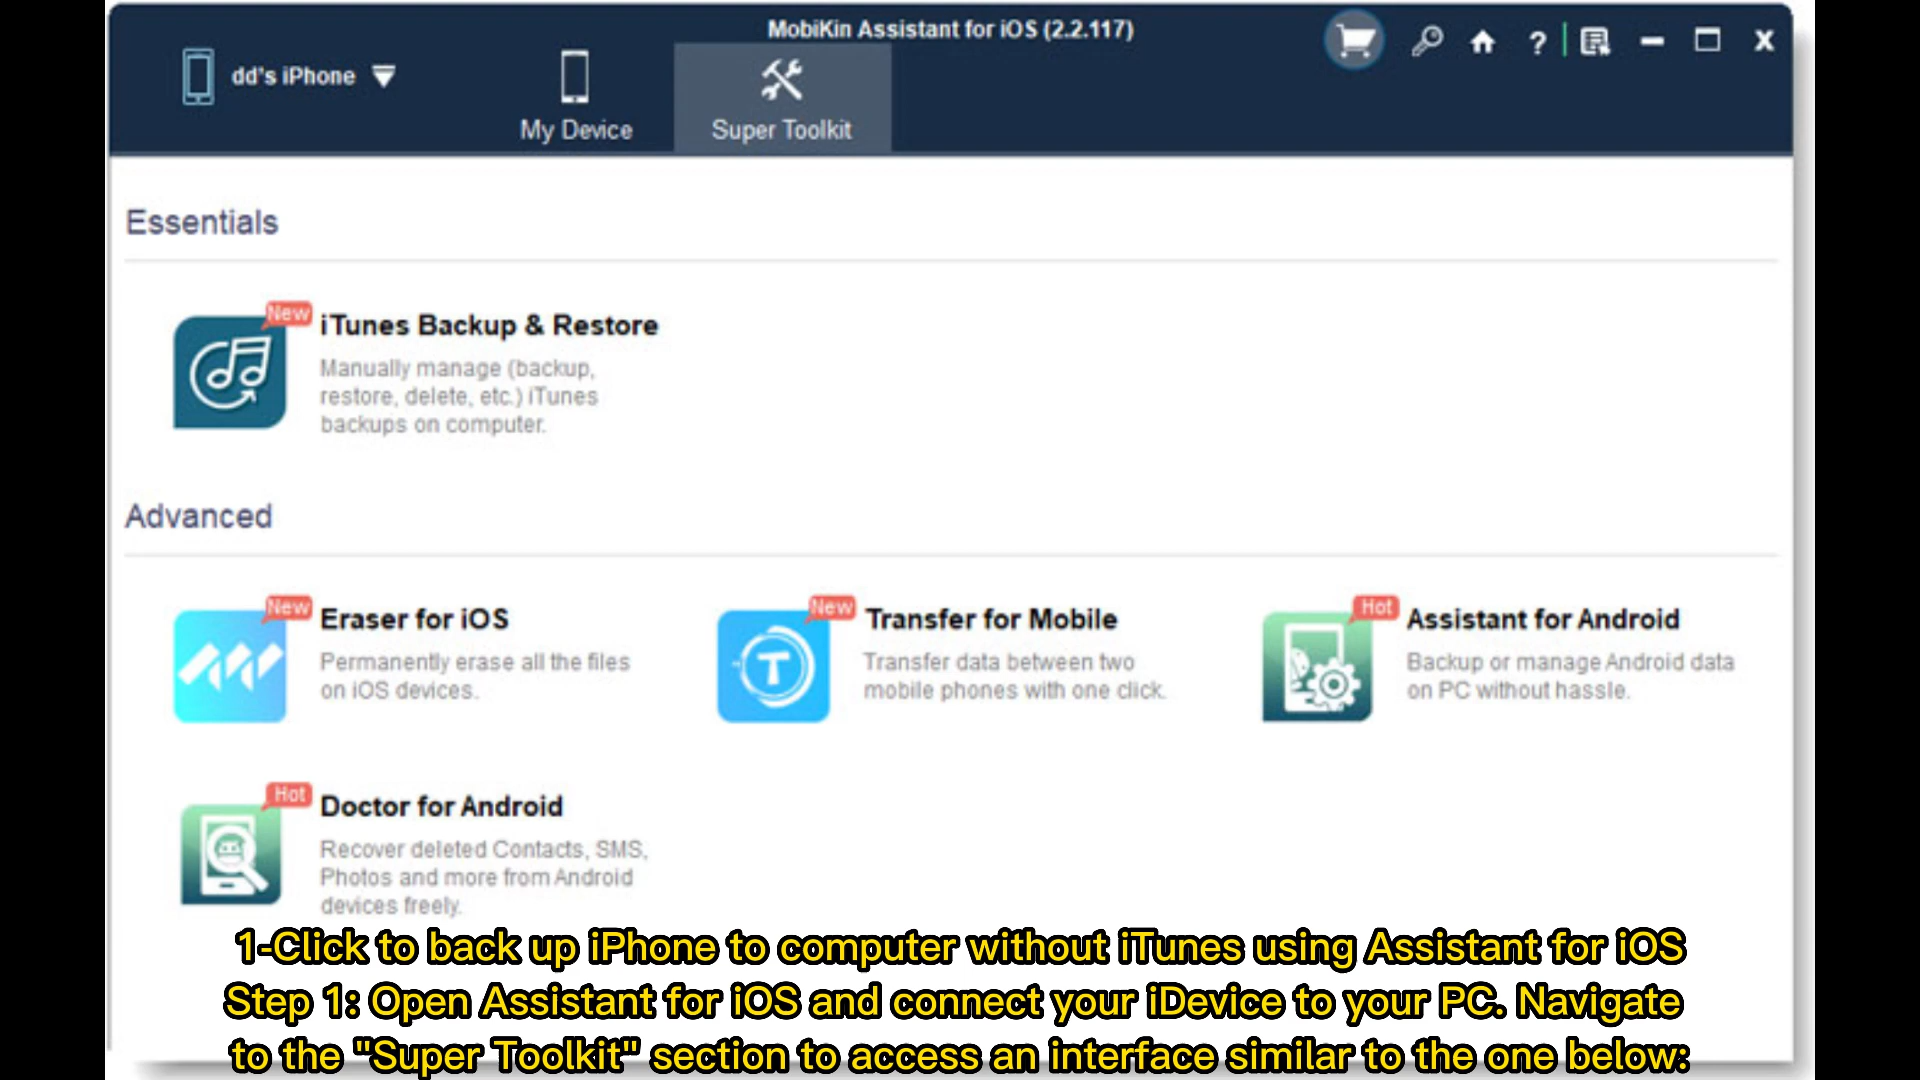 MobiKin Assistant for iOS (2.2.117)
dd's iPhone
My Device
Super Toolkit
Essentials
New
iTunes Backup & Restore
Manually manage (backup,
restore, delete, etc.) iTunes
backups on computer.
Advanced
New
Eraser for iOS
Permanently erase all the files
on iOS devices.
New
Transfer for Mobile
Transfer data between two
mobile phones with one click.
Hot
Assistant for Android
Backup or manage Android data
on PC without hassle.
Hot
Doctor for Android
Recover deleted Contacts, SMS,
Photos and more from Android
devices freely.
1-Click to back up iPhone to computer without iTunes using Assistant for iOS
Step 1: Open Assistant for iOS and connect your iDevice to your PC. Navigate
to the "Super Toolkit" section to access an interface similar to the one below: